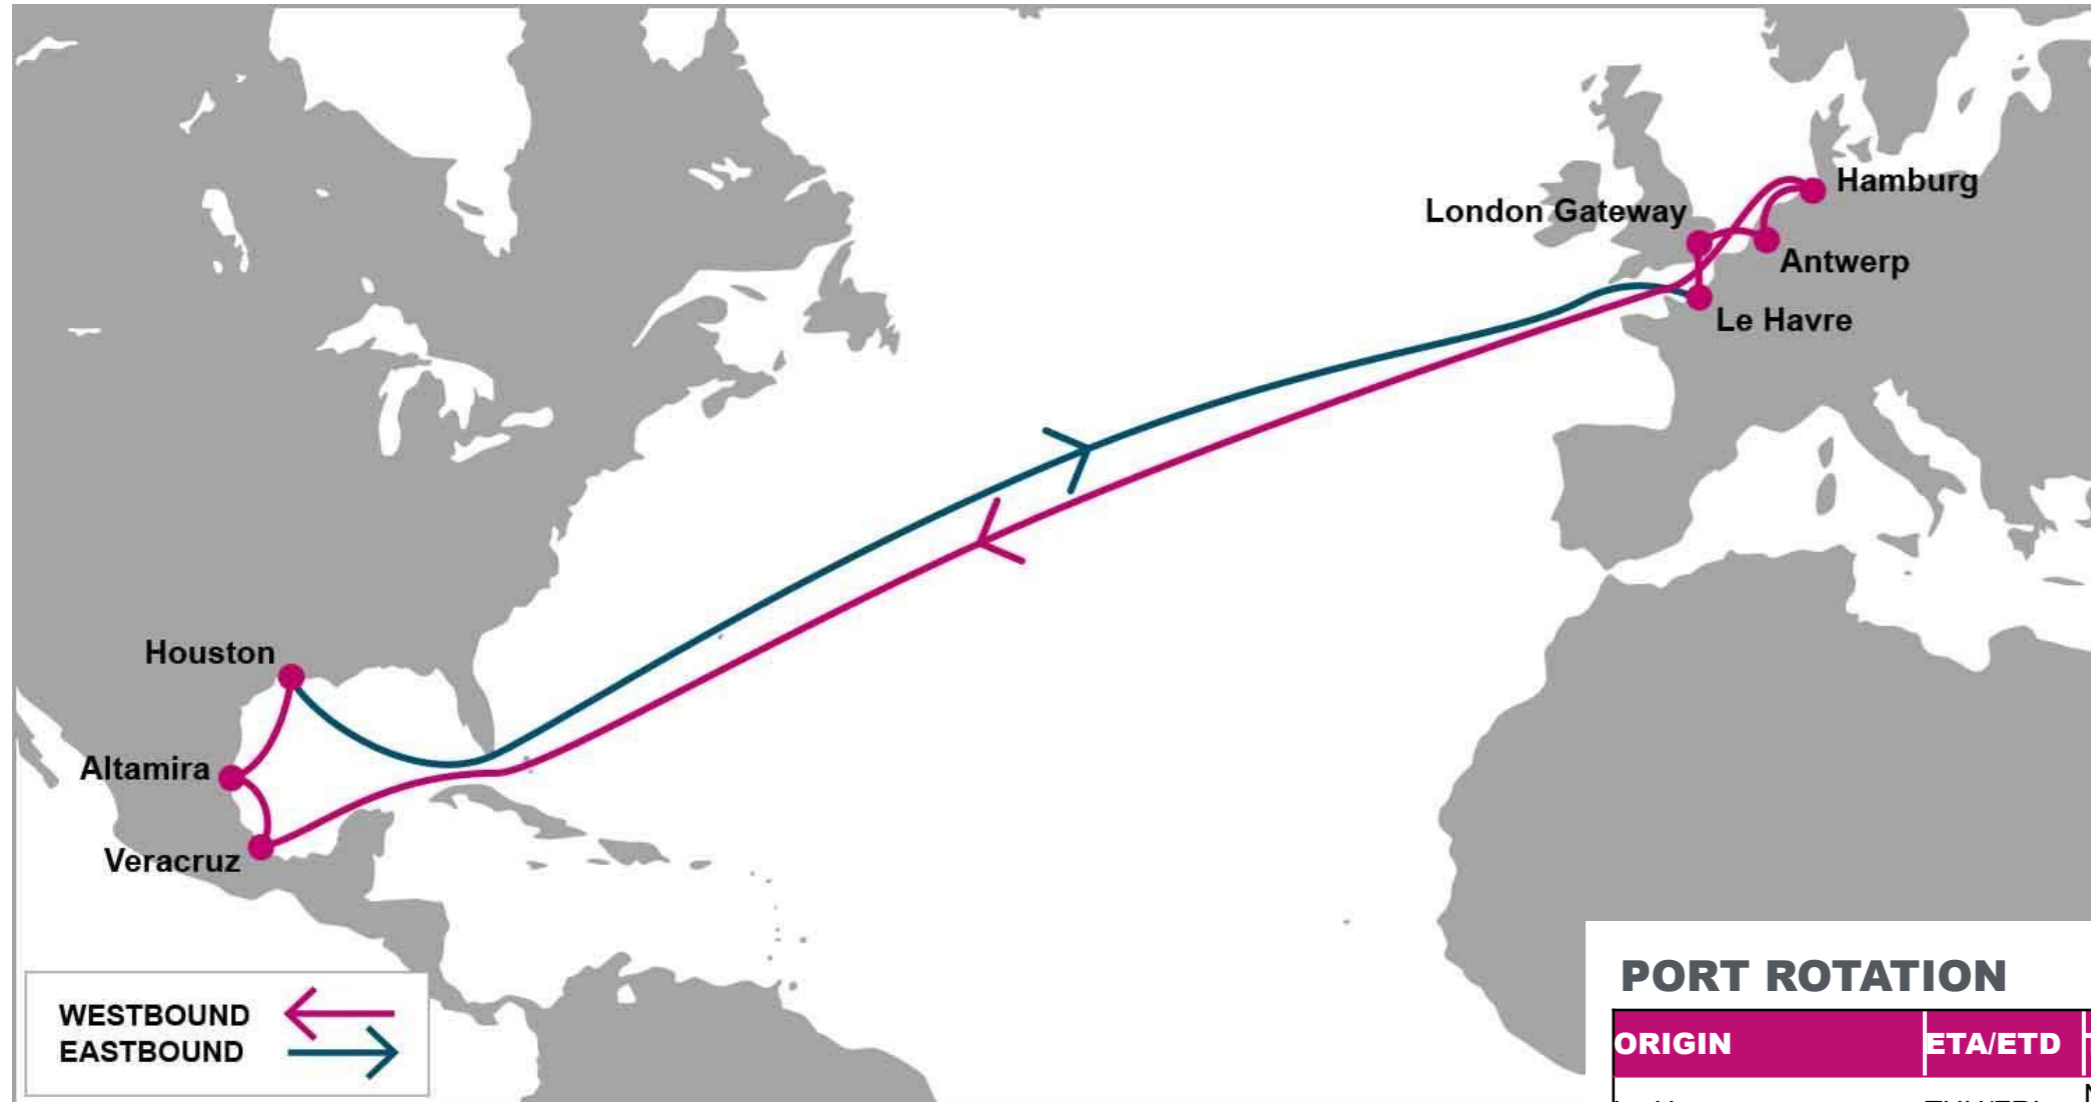 Hamburg
London Gateway
Antwerp
Le Havre
Houston
Altamira
Veracruz
WESTBOUND
EASTBOUND
PORT ROTATION
ORIGIN ETA/ETD